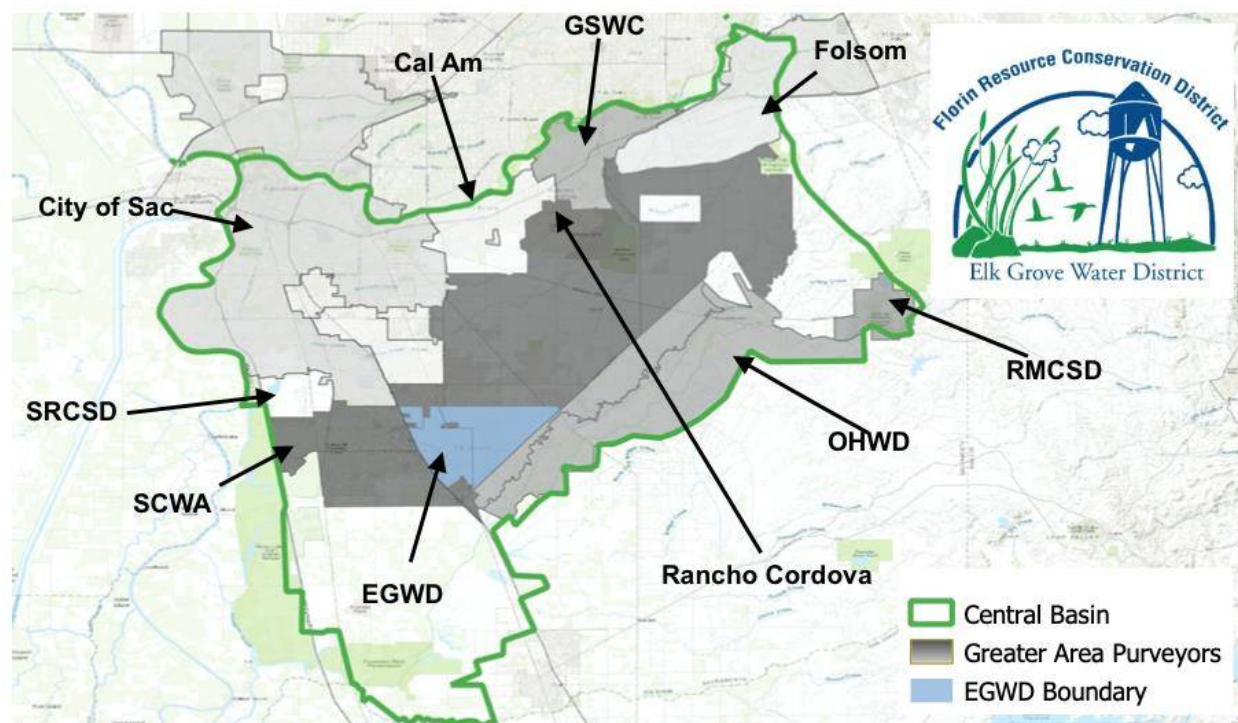 GSWC
Cal Am
Folsom
City of Sac
SRCSD
SCWA
EGWD
Rancho Cordova
OHWD
RMCSD
Florin Resource Conservation District
Elk Grove Water District
Central Basin
Greater Area Purveyors
EGWD Boundary